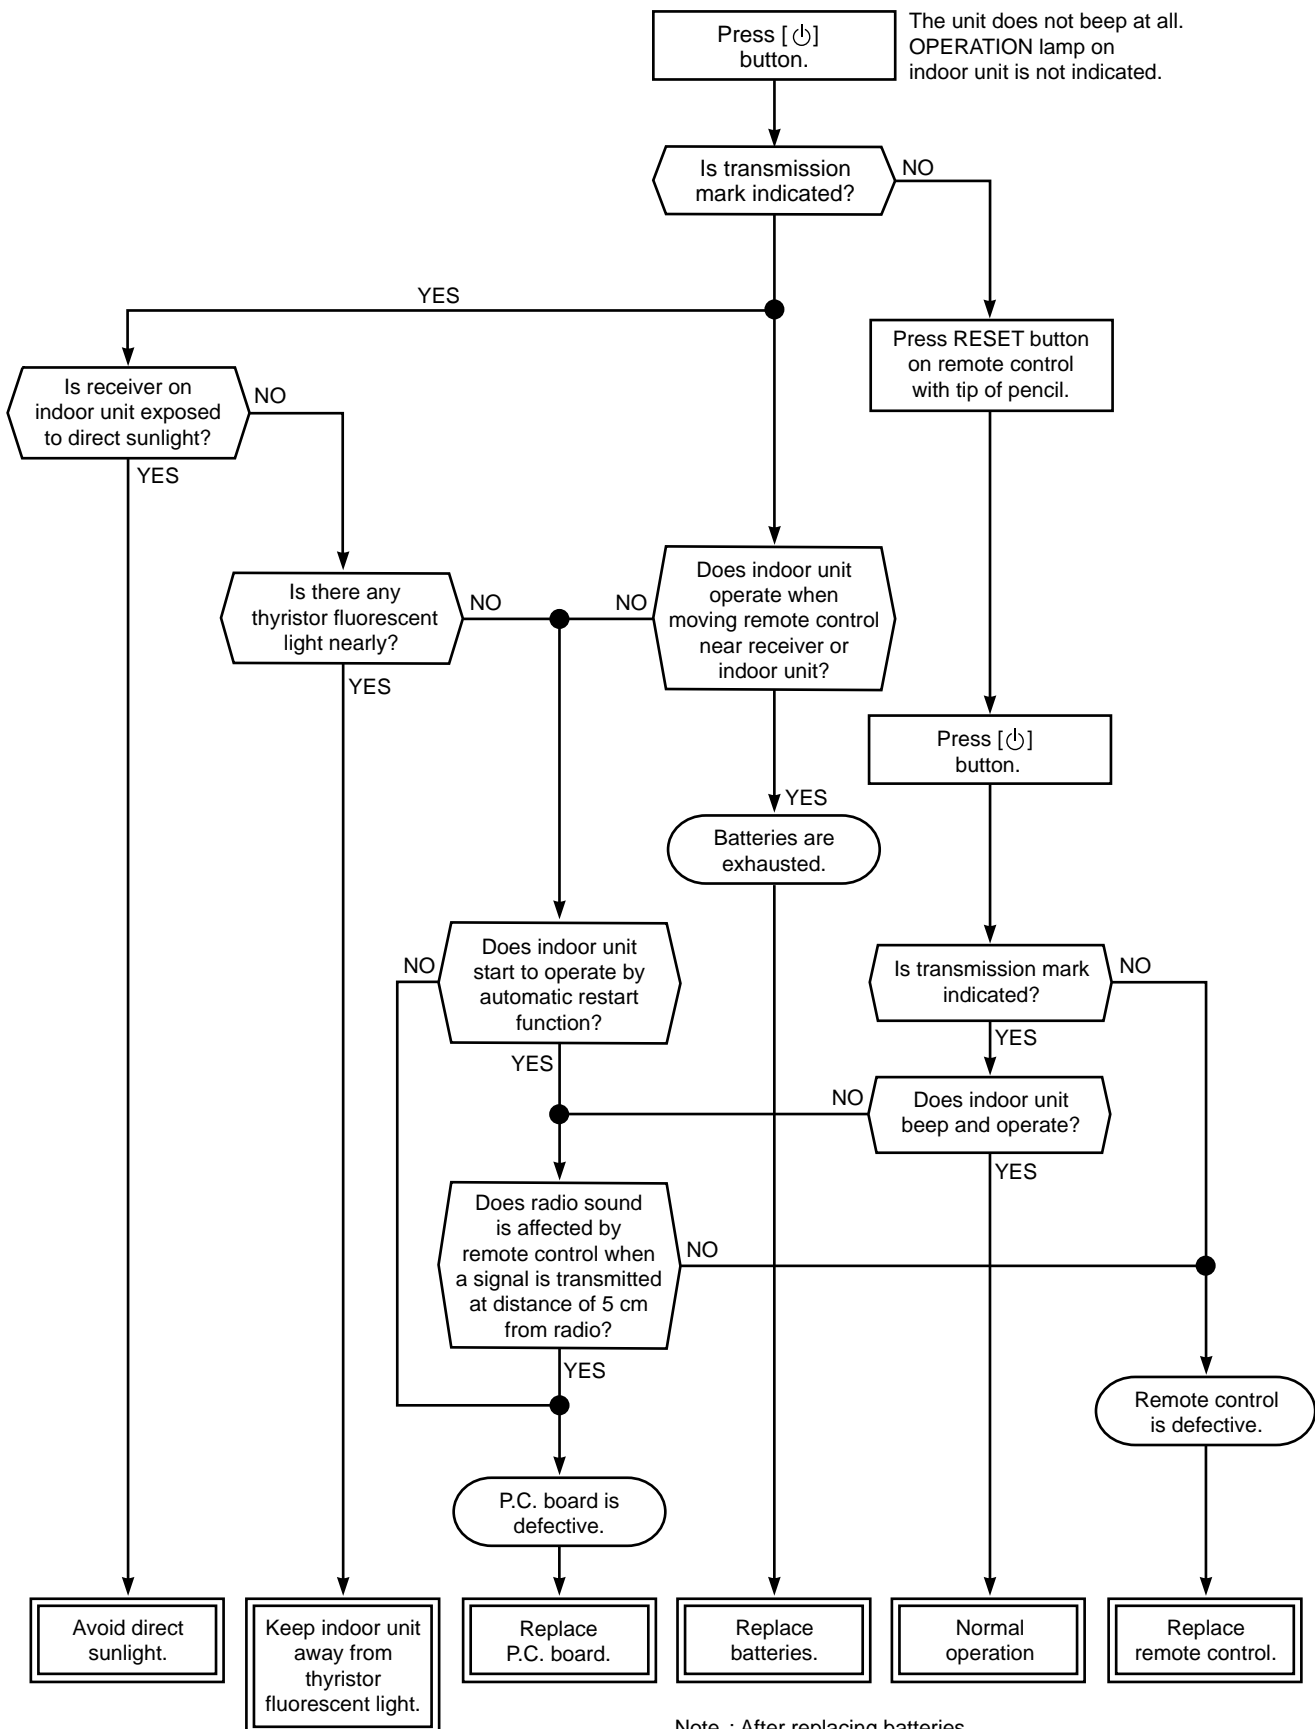 Press [⏻]
button.
The unit does not beep at all.
OPERATION lamp on
indoor unit is not indicated.
Is transmission
mark indicated?
NO
YES
Press RESET button
on remote control
with tip of pencil.
Is receiver on
indoor unit exposed
to direct sunlight?
NO
YES
Is there any
thyristor fluorescent
light nearly?
NO
YES
NO
Does indoor unit
operate when
moving remote control
near receiver or
indoor unit?
YES
Press [⏻]
button.
Batteries are
exhausted.
NO
Does indoor unit
start to operate by
automatic restart
function?
YES
Is transmission mark
indicated?
NO
YES
NO
Does indoor unit
beep and operate?
YES
Does radio sound
is affected by
remote control when
a signal is transmitted
at distance of 5 cm
from radio?
NO
YES
Remote control
is defective.
P.C. board is
defective.
Avoid direct
sunlight.
Keep indoor unit
away from
thyristor
fluorescent light.
Replace
P.C. board.
Replace
batteries.
Normal
operation
Replace
remote control.
Note : After replacing batteries,